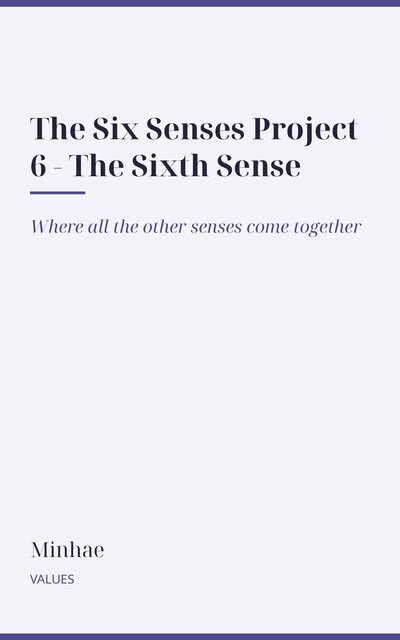 The Six Senses Project
6 - The Sixth Sense
Where all the other senses come together
Minhae
VALUES